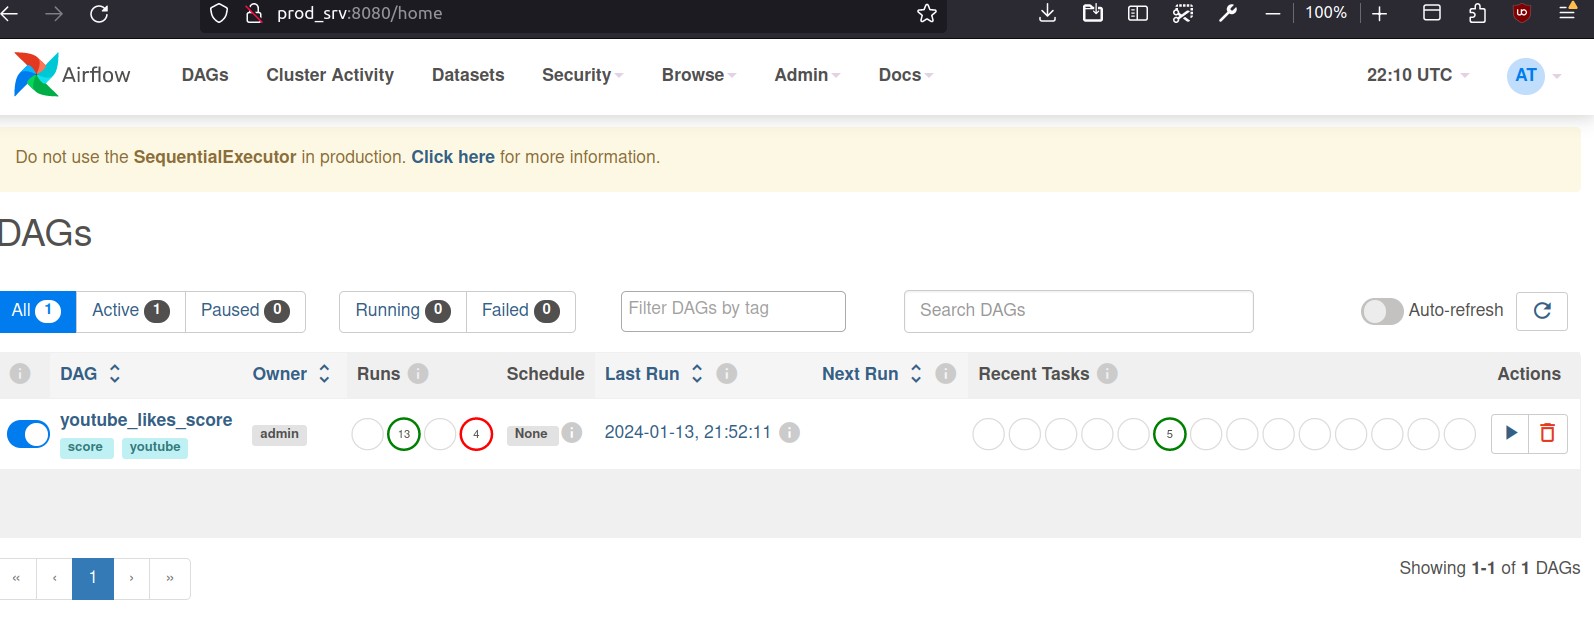 prod_srv:8080/home 100%
Airflow DAGs Cluster Activity Datasets Security Browse Admin Docs 22:10 UTC AT
Do not use the SequentialExecutor in production. Click here for more information.
DAGs
All 1 Active 1 Paused 0 Running 0 Failed 0 Filter DAGs by tag Search DAGs Auto-refresh
i DAG Owner Runs i Schedule Last Run i Next Run i Recent Tasks i Actions
youtube_likes_score
score youtube admin 13 4 None i 2024-01-13, 21:52:11 i 5
« ‹ 1 › »
Showing 1-1 of 1 DAGs